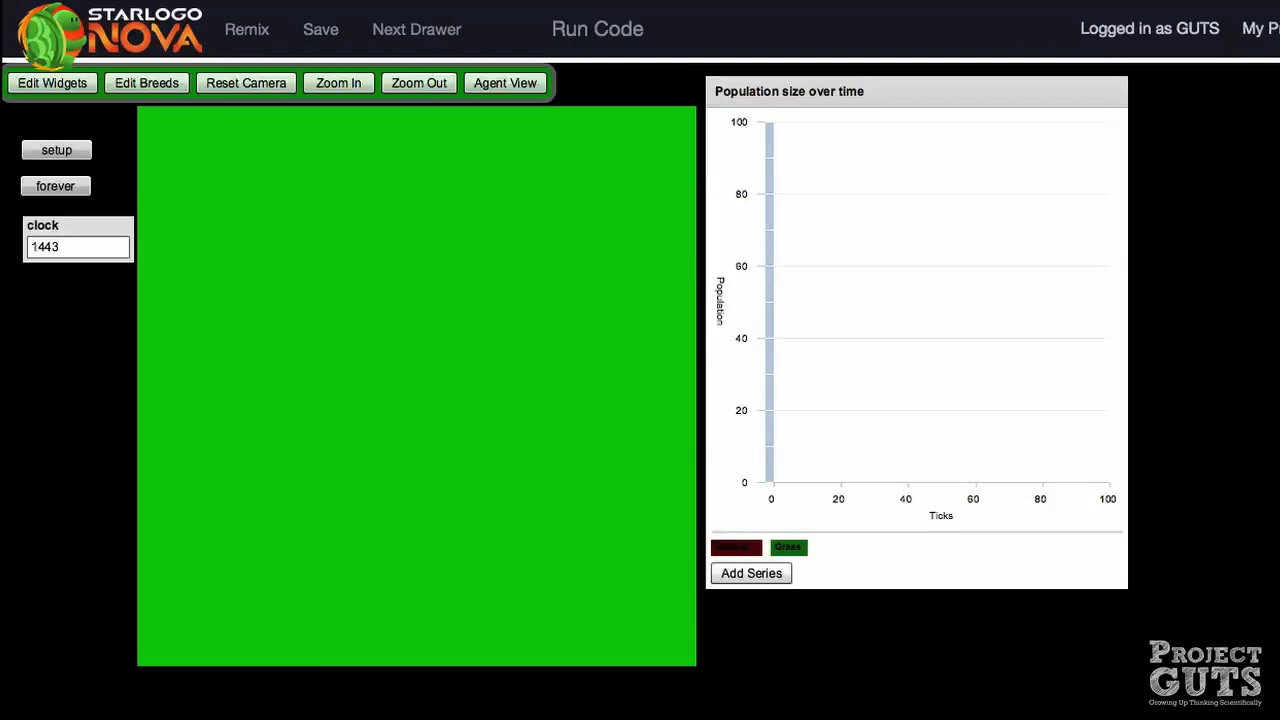 STARLOGO
NOVA
Remix Save Next Drawer Run Code Logged in as GUTS My P
Edit Widgets Edit Breeds Reset Camera Zoom In Zoom Out Agent View
setup
forever
clock
1443
Population size over time
100
80
60
40
20
0
Population
0 20 40 60 80 100
Ticks
Grass
Add Series
PROJECT
GUTS
Growing Up Thinking Scientifically